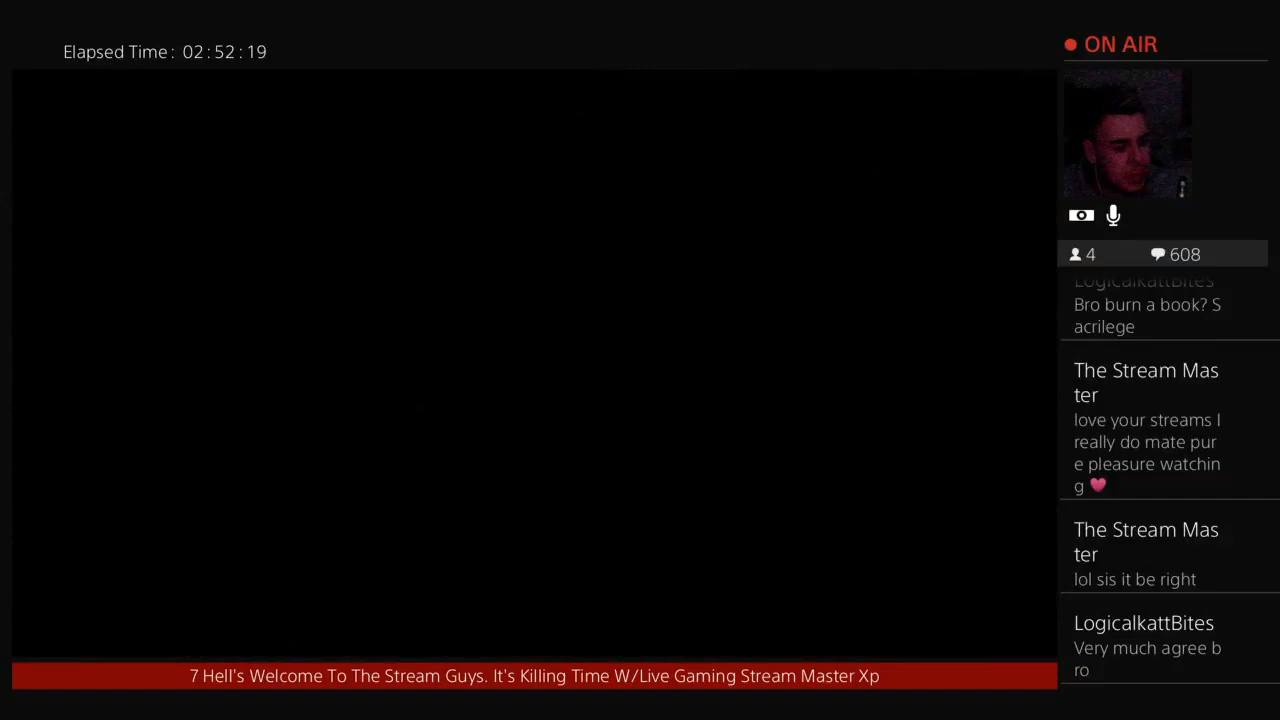 Elapsed Time: 02:52:19
ON AIR
4
608
LogicalkattBites
Bro burn a book? S
acrilege
The Stream Mas
ter
love your streams I
really do mate pur
e pleasure watchin
g ❤
The Stream Mas
ter
lol sis it be right
LogicalkattBites
Very much agree b
ro
7 Hell's Welcome To The Stream Guys. It's Killing Time W/Live Gaming Stream Master Xp